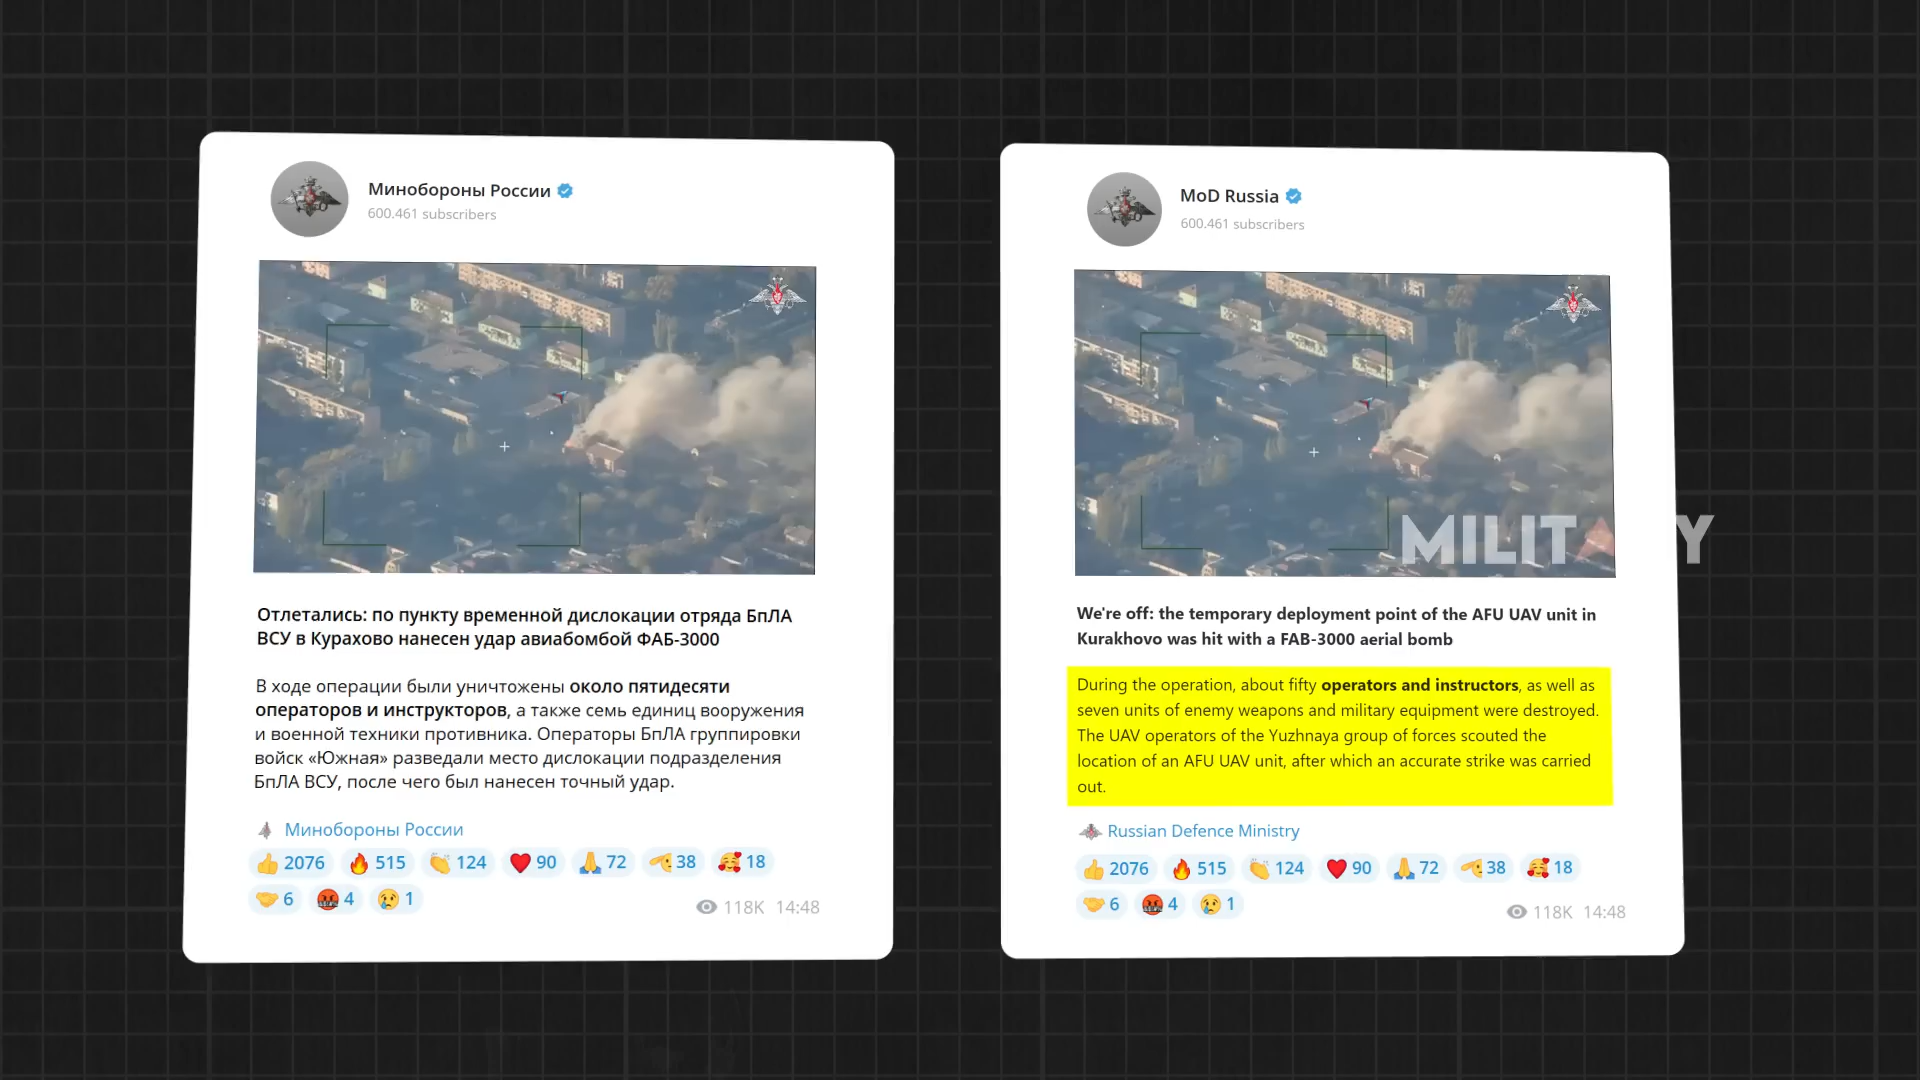 Минобороны России
600.461 subscribers
Отлетались: по пункту временной дислокации отряда БпЛА
ВСУ в Курахово нанесен удар авиабомбой ФАБ-3000
В ходе операции были уничтожены около пятидесяти
операторов и инструкторов, а также семь единиц вооружения
и военной техники противника. Операторы БпЛА группировки
войск «Южная» разведали место дислокации подразделения
БпЛА ВСУ, после чего был нанесен точный удар.
Минобороны России
2076 515 124 90 72 38 18
6 4 1
118K 14:48
MoD Russia
600.461 subscribers
We're off: the temporary deployment point of the AFU UAV unit in
Kurakhovo was hit with a FAB-3000 aerial bomb
During the operation, about fifty operators and instructors, as well as
seven units of enemy weapons and military equipment were destroyed.
The UAV operators of the Yuzhnaya group of forces scouted the
location of an AFU UAV unit, after which an accurate strike was carried
out.
Russian Defence Ministry
2076 515 124 90 72 38 18
6 4 1
118K 14:48